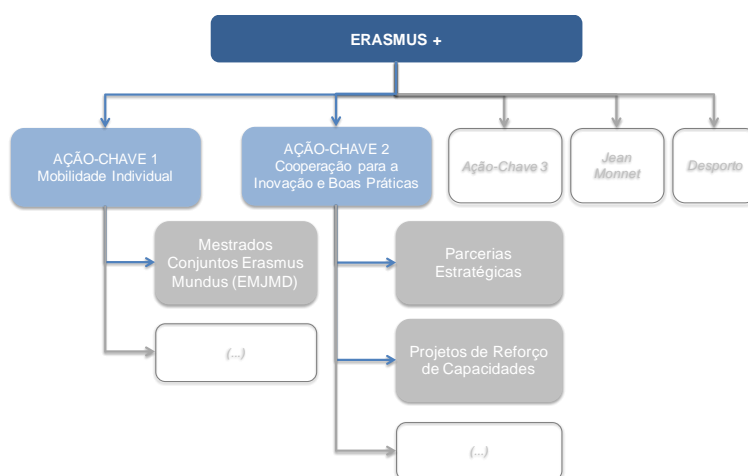 ERASMUS +
AÇÃO-CHAVE 1
Mobilidade Individual
AÇÃO-CHAVE 2
Cooperação para a
Inovação e Boas Práticas
Ação-Chave 3
Jean
Monnet
Desporto
Mestrados
Conjuntos Erasmus
Mundus (EMJMD)
(...)
Parcerias
Estratégicas
Projetos de Reforço
de Capacidades
(...)